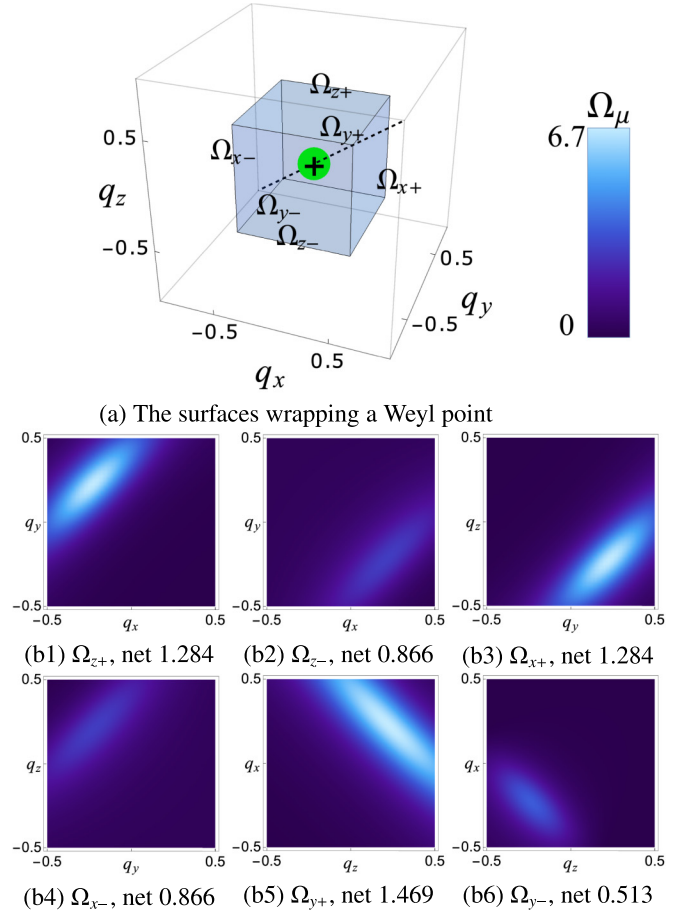 Ω_{z+}
Ω_μ
6.7
Ω_{y+}
0.5
Ω_{x−}
+
Ω_{x+}
q_z
Ω_{y−}
Ω_{z−}
−0.5
0.5
q_y
0
−0.5
−0.5
0.5
q_x
(a) The surfaces wrapping a Weyl point
0.5
q_y
−0.5
−0.5
q_x
0.5
0.5
q_y
−0.5
−0.5
q_x
0.5
0.5
q_z
−0.5
−0.5
q_y
0.5
(b1) Ω_{z+}, net 1.284
(b2) Ω_{z−}, net 0.866
(b3) Ω_{x+}, net 1.284
0.5
q_z
−0.5
−0.5
q_y
0.5
0.5
q_x
−0.5
−0.5
q_z
0.5
0.5
q_x
−0.5
−0.5
q_z
0.5
(b4) Ω_{x−}, net 0.866
(b5) Ω_{y+}, net 1.469
(b6) Ω_{y−}, net 0.513